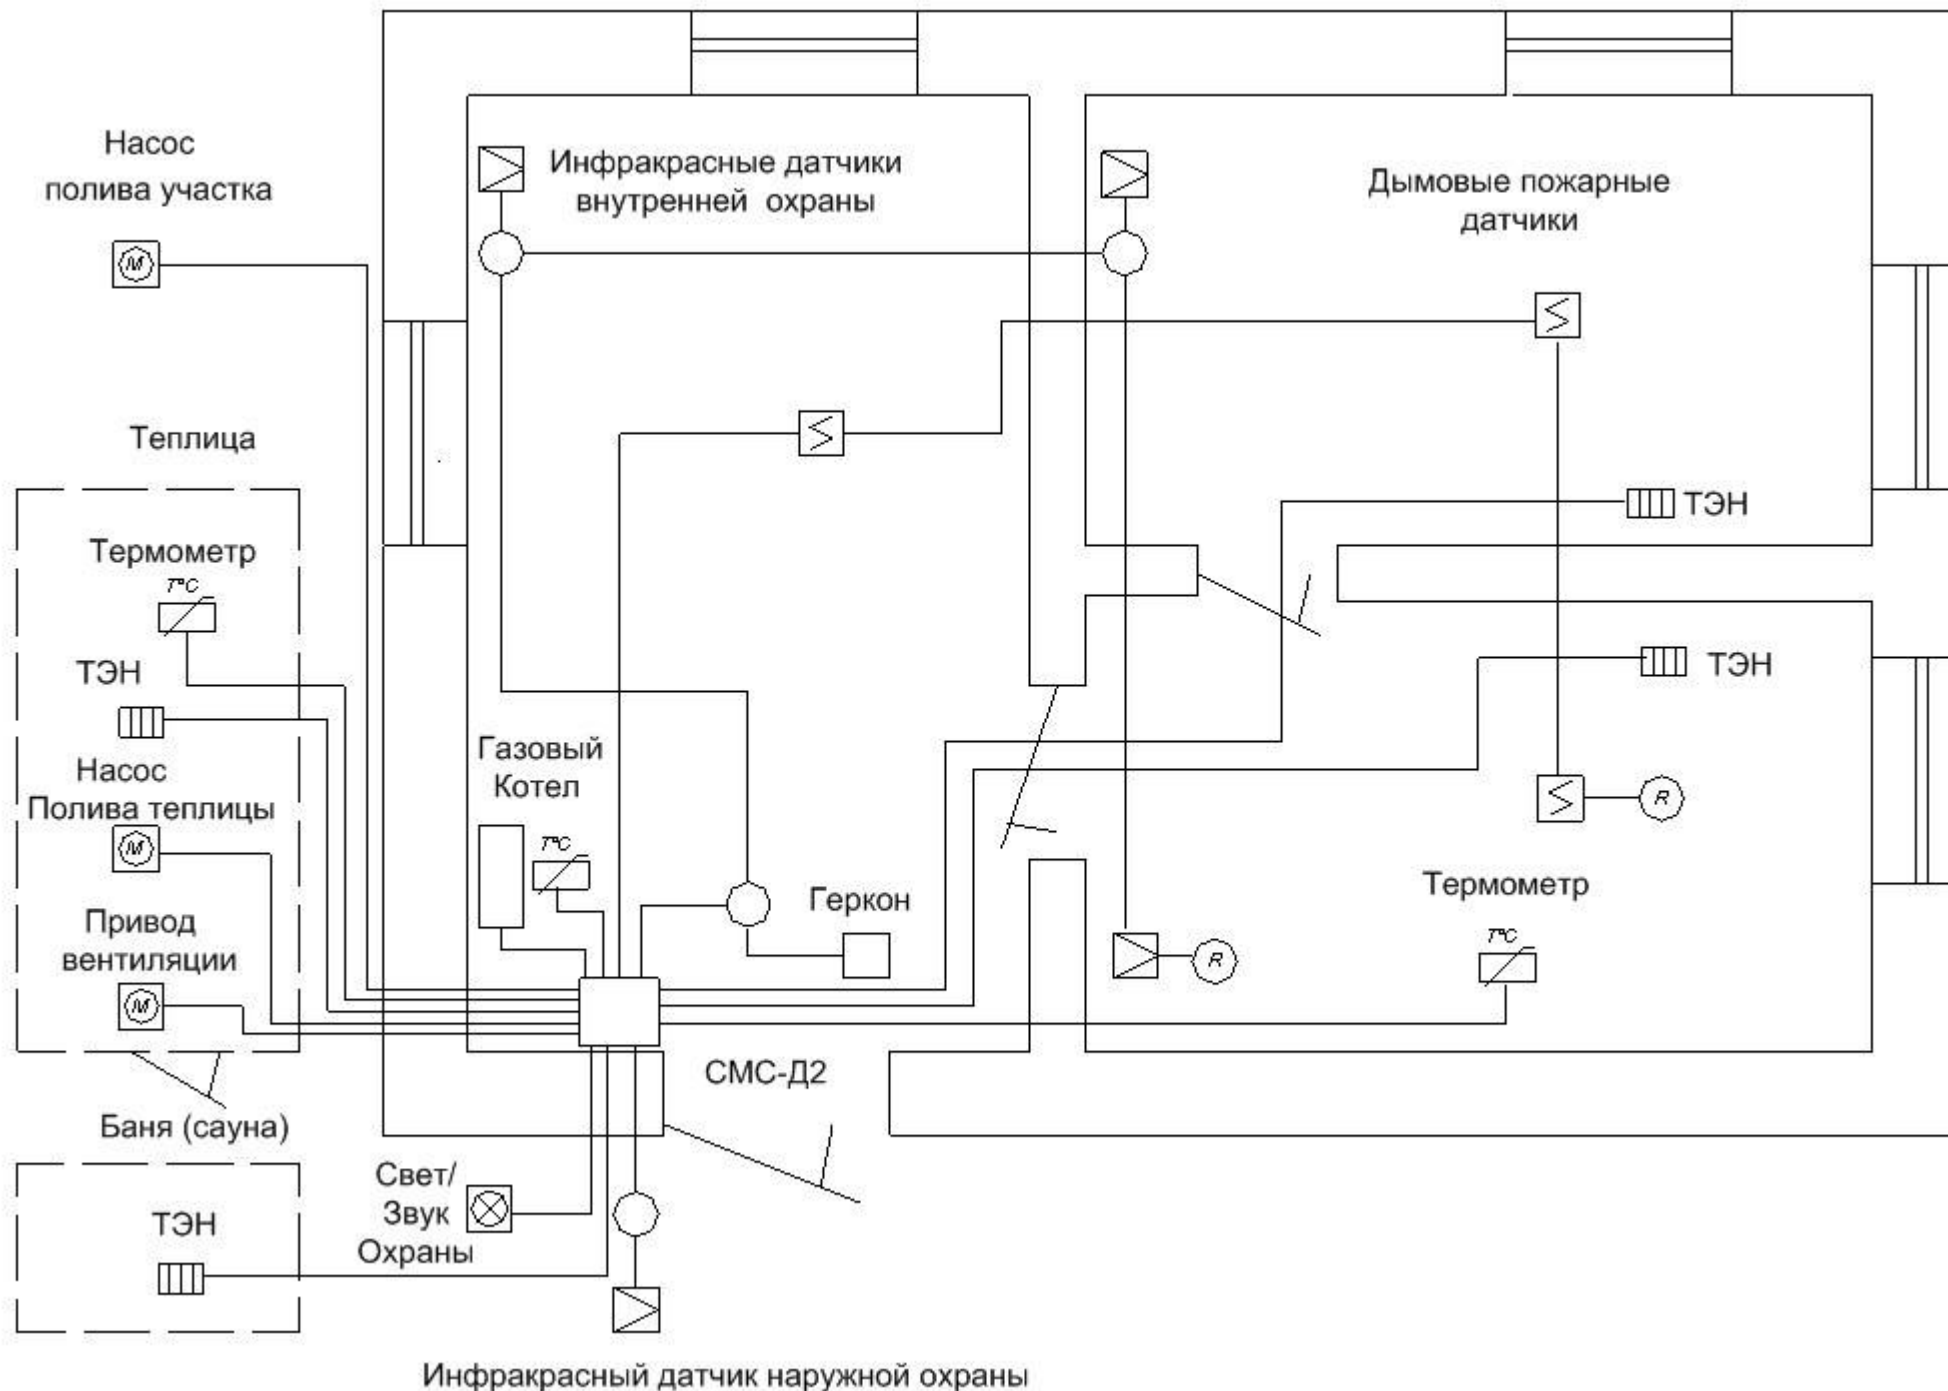 Насос
полива участка
М
Инфракрасные датчики
внутренней охраны
Дымовые пожарные
датчики
Теплица
Термометр
T°C
ТЭН
Насос
Полива теплицы
М
Привод
вентиляции
М
ТЭН
ТЭН
Газовый
Котел
T°C
Геркон
R
R
Термометр
T°C
СМС-Д2
Баня (сауна)
ТЭН
Свет/
Звук
Охраны
Инфракрасный датчик наружной охраны